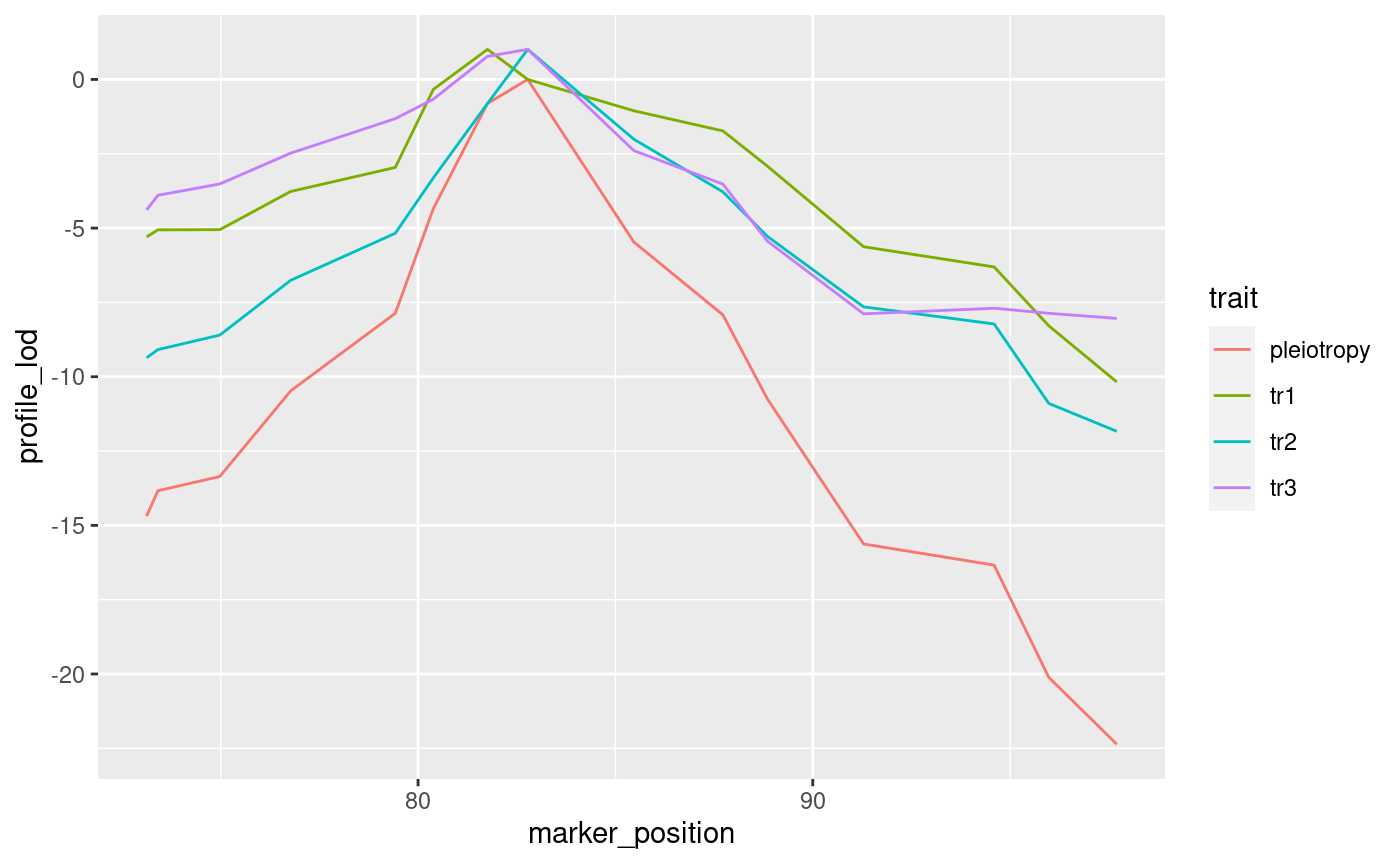 0
-5
-10
-15
-20
profile_lod
80
90
marker_position
trait
pleiotropy
tr1
tr2
tr3